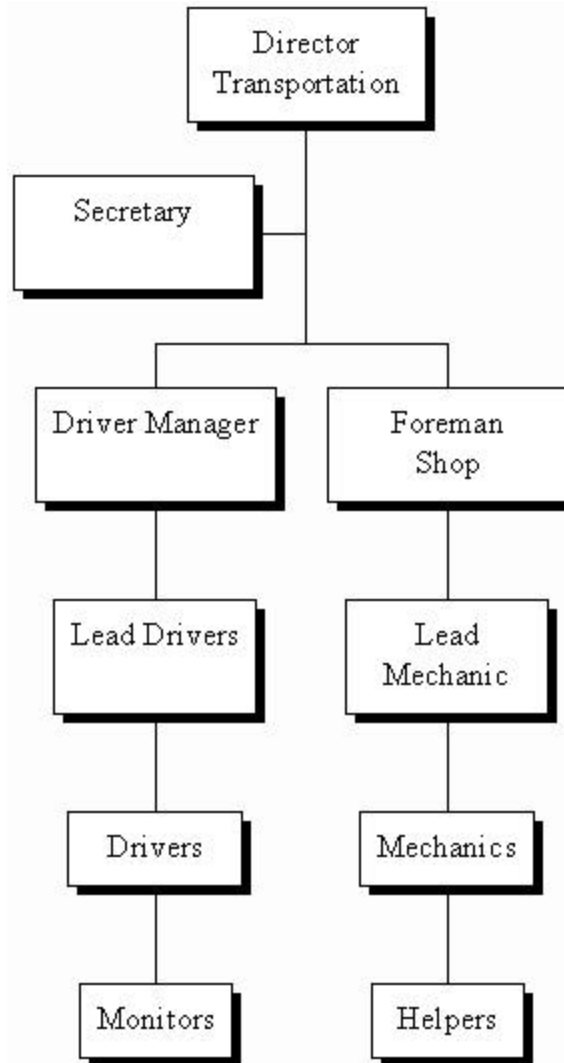 Director
Transportation
Secretary
Driver Manager
Foreman
Shop
Lead Drivers
Lead
Mechanic
Drivers
Mechanics
Monitors
Helpers